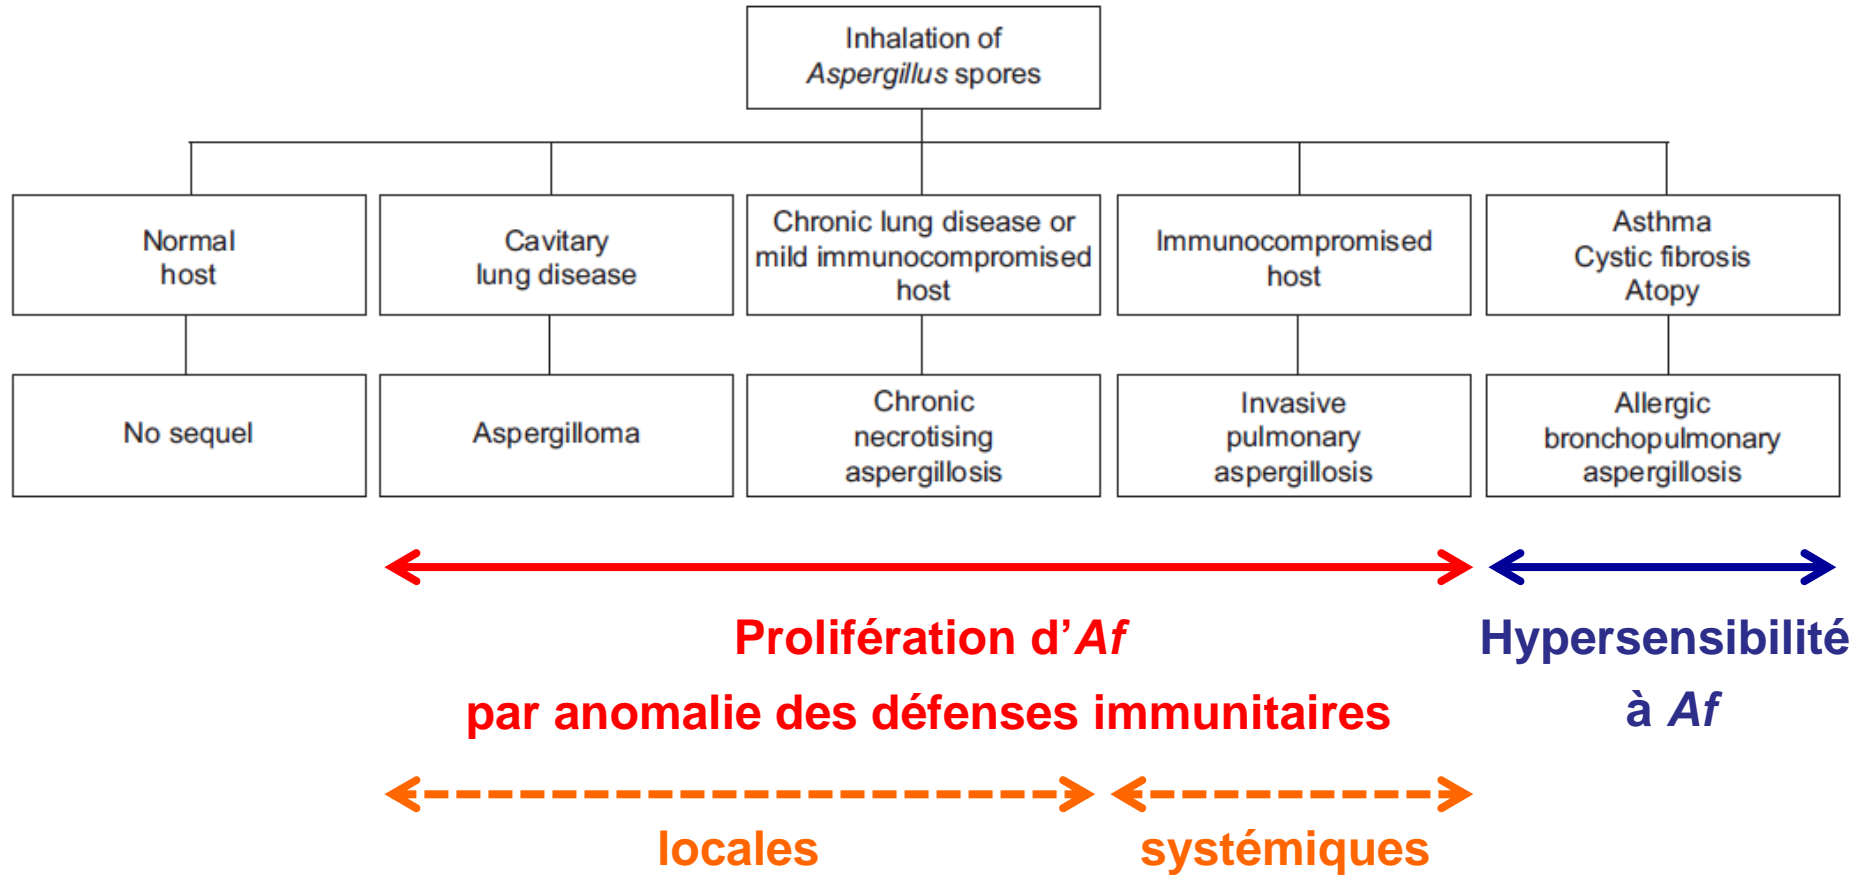 Inhalation of
Aspergillus spores
Normal
host
Cavitary
lung disease
Chronic lung disease or
mild immunocompromised
host
Immunocompromised
host
Asthma
Cystic fibrosis
Atopy
No sequel
Aspergilloma
Chronic
necrotising
aspergillosis
Invasive
pulmonary
aspergillosis
Allergic
bronchopulmonary
aspergillosis
Prolifération d’Af
par anomalie des défenses immunitaires
Hypersensibilité
à Af
locales
systémiques